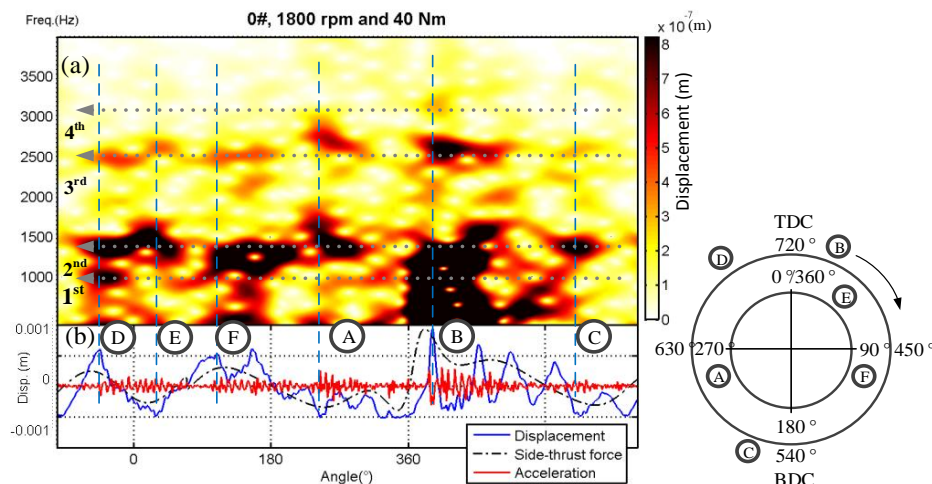 0#, 1800 rpm and 40 Nm
Freq.(Hz)
x 10⁻⁷ (m)
(a)
3500
3000
4th
2500
3rd
2000
1500
2nd
1000
1st
8
7
6
5
4
3
2
1
0
Displacement (m)
(b)
D
E
F
A
B
C
0.001
0
-0.001
Disp. (m)
0
180
360
Angle(°)
Displacement
Side-thrust force
Acceleration
TDC
720 °
B
D
0 °/360°
E
630 °
270 °
90 °
450°
A
F
180 °
C
540 °
BDC